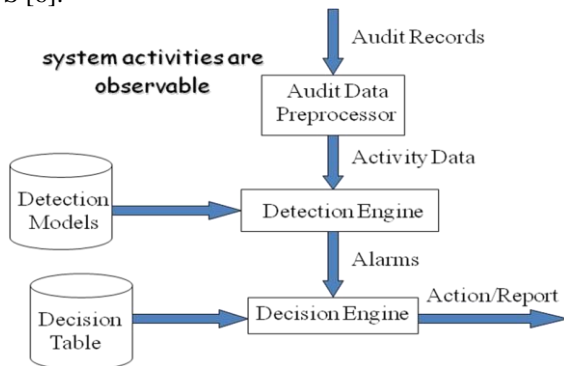 S [6].
Audit Records
system activities are
observable
Audit Data
Preprocessor
Activity Data
Detection
Models
Detection Engine
Alarms
Action/Report
Decision
Table
Decision Engine